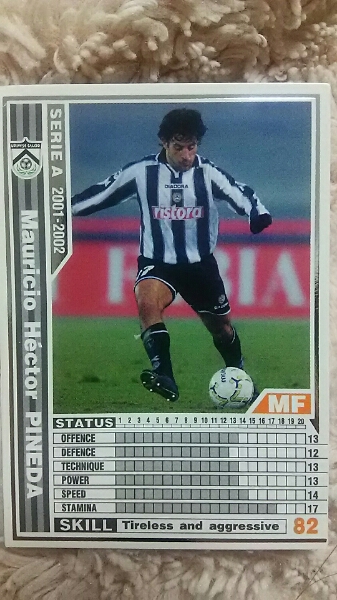 SERIE A 2001-2002
Mauricio Héctor PINEDA
DIADORA
ristora
MF
STATUS 1 2 3 4 5 6 7 8 9 10 11 12 13 14 15 16 17 18 19 20
OFFENCE 13
DEFENCE 12
TECHNIQUE 13
POWER 13
SPEED 14
STAMINA 17
SKILL Tireless and aggressive 82